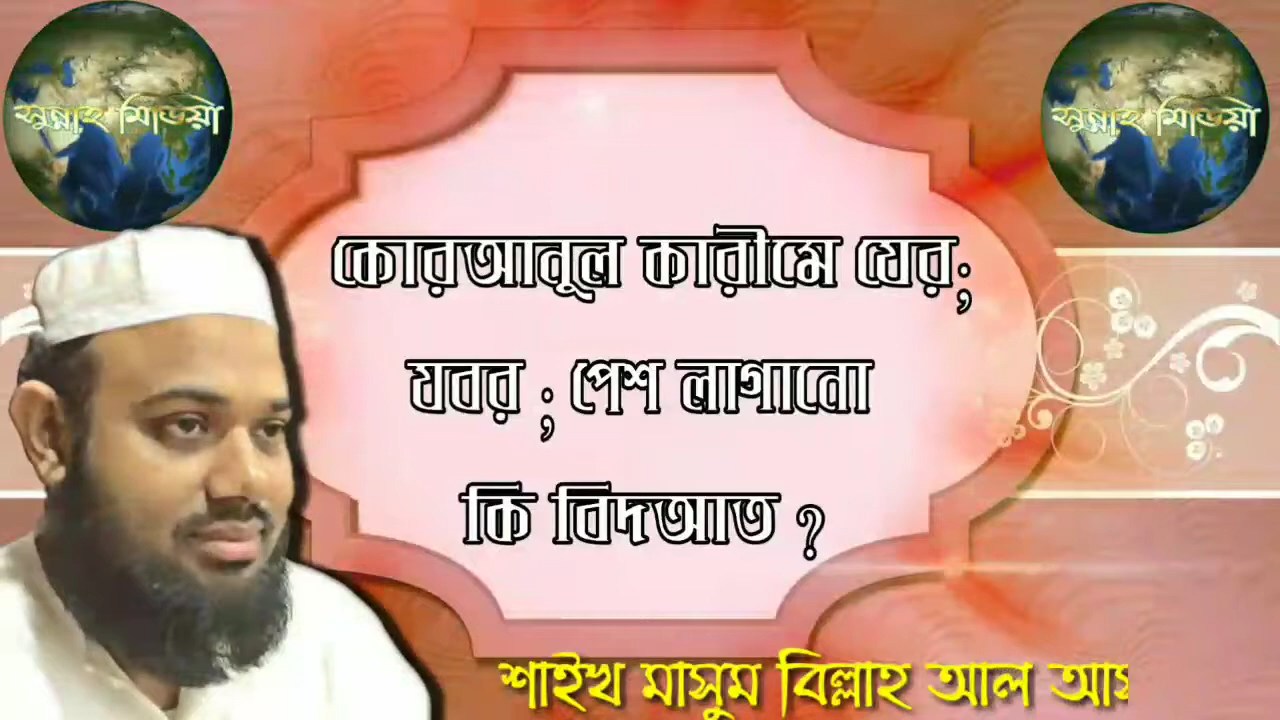 সুন্নাহ মিডিয়া
সুন্নাহ মিডিয়া
কোরআনূল কারীমে যের;
যবর ; পেশ লাগানো
কি বিদআত ?
শাইখ মাসুম বিল্লাহ আল